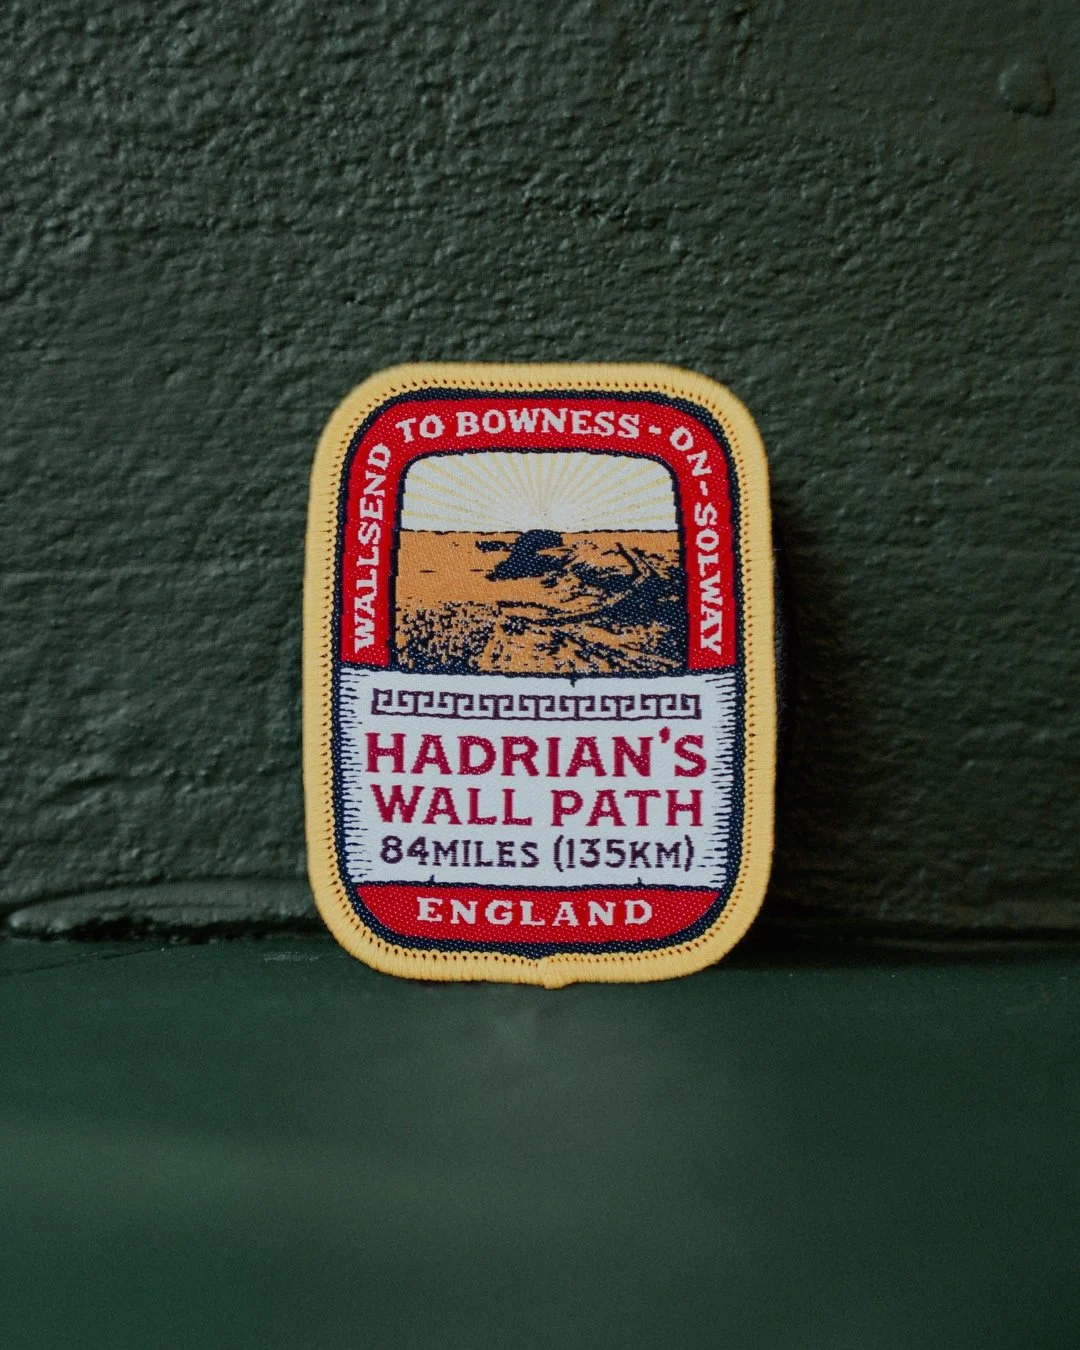 WALLSEND TO BOWNESS-ON-SOLWAY
HADRIAN'S
WALL PATH
84MILES (135KM)
ENGLAND